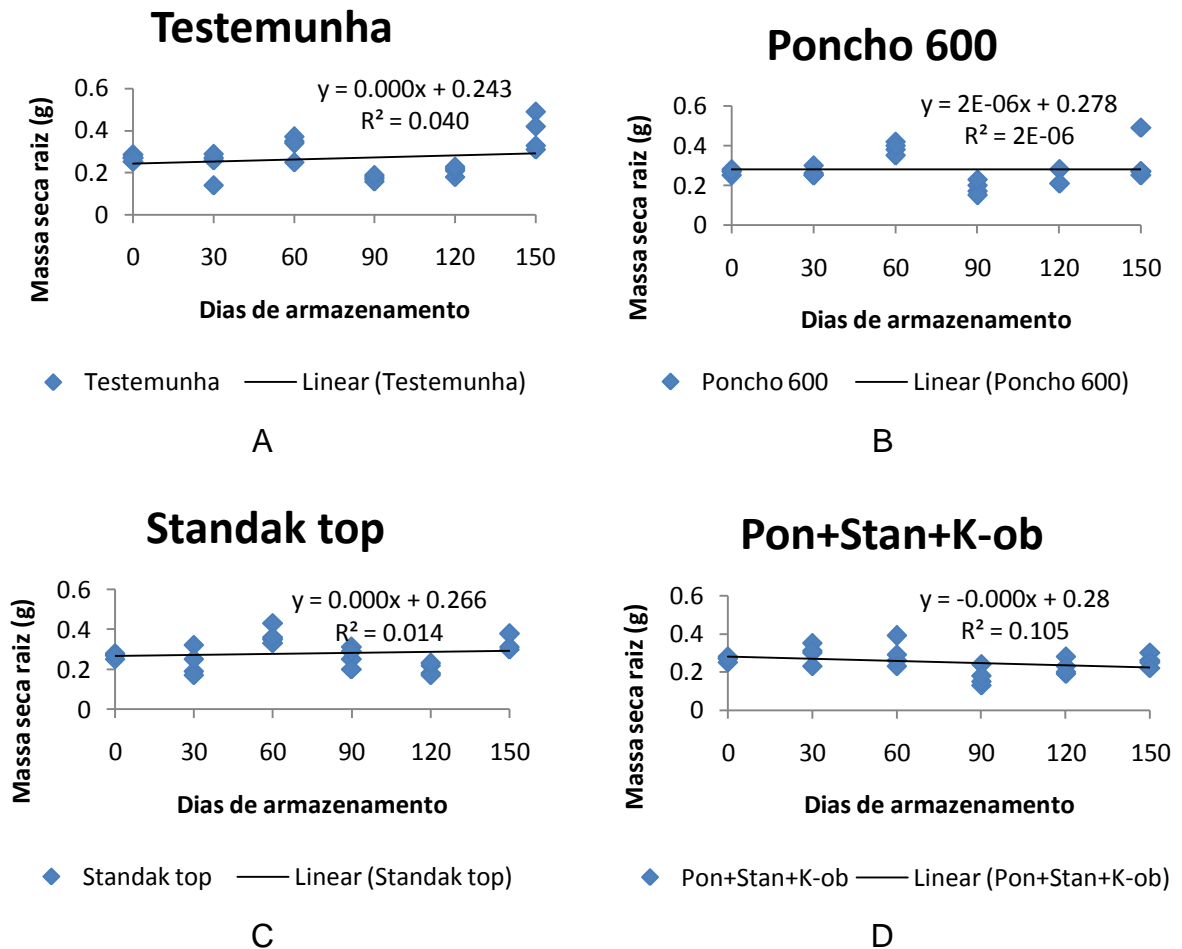 Testemunha
y = 0.000x + 0.243
R² = 0.040
Massa seca raiz (g)
0.6
0.4
0.2
0
0 30 60 90 120 150
Dias de armazenamento
Testemunha Linear (Testemunha)
A
Poncho 600
y = 2E-06x + 0.278
R² = 2E-06
Massa seca raiz (g)
0.6
0.4
0.2
0
0 30 60 90 120 150
Dias de armazenamento
Poncho 600 Linear (Poncho 600)
B
Standak top
y = 0.000x + 0.266
R² = 0.014
Massa seca raiz (g)
0.6
0.4
0.2
0
0 30 60 90 120 150
Dias de armazenamento
Standak top Linear (Standak top)
C
Pon+Stan+K-ob
y = -0.000x + 0.28
R² = 0.105
Massa seca raiz (g)
0.6
0.4
0.2
0
0 30 60 90 120 150
Dias de armazenamento
Pon+Stan+K-ob Linear (Pon+Stan+K-ob)
D